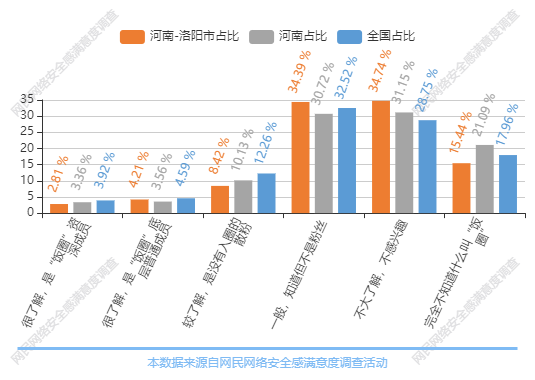 河南-洛阳市占比 河南占比 全国占比
34.39 % 30.72 % 32.52 % 34.74 % 31.15 % 28.75 %
2.81 % 3.36 % 3.92 % 4.21 % 3.56 % 4.59 % 8.42 % 10.13 % 12.26 % 15.44 % 21.09 % 17.96 %
35
30
25
20
15
10
5
0
很了解，是“饭圈”资
深成员
很了解，是“饭圈”底
层普通成员
较了解，是没有入圈的
散粉
一般，知道但不是粉丝
不大了解，不感兴趣
完全不知道什么叫“饭
圈”
本数据来源自网民网络安全感满意度调查活动
网民网络安全感满意度调查
网民网络安全感满意度调查
网民网络安全感满意度调查
网民网络安全感满意度调查